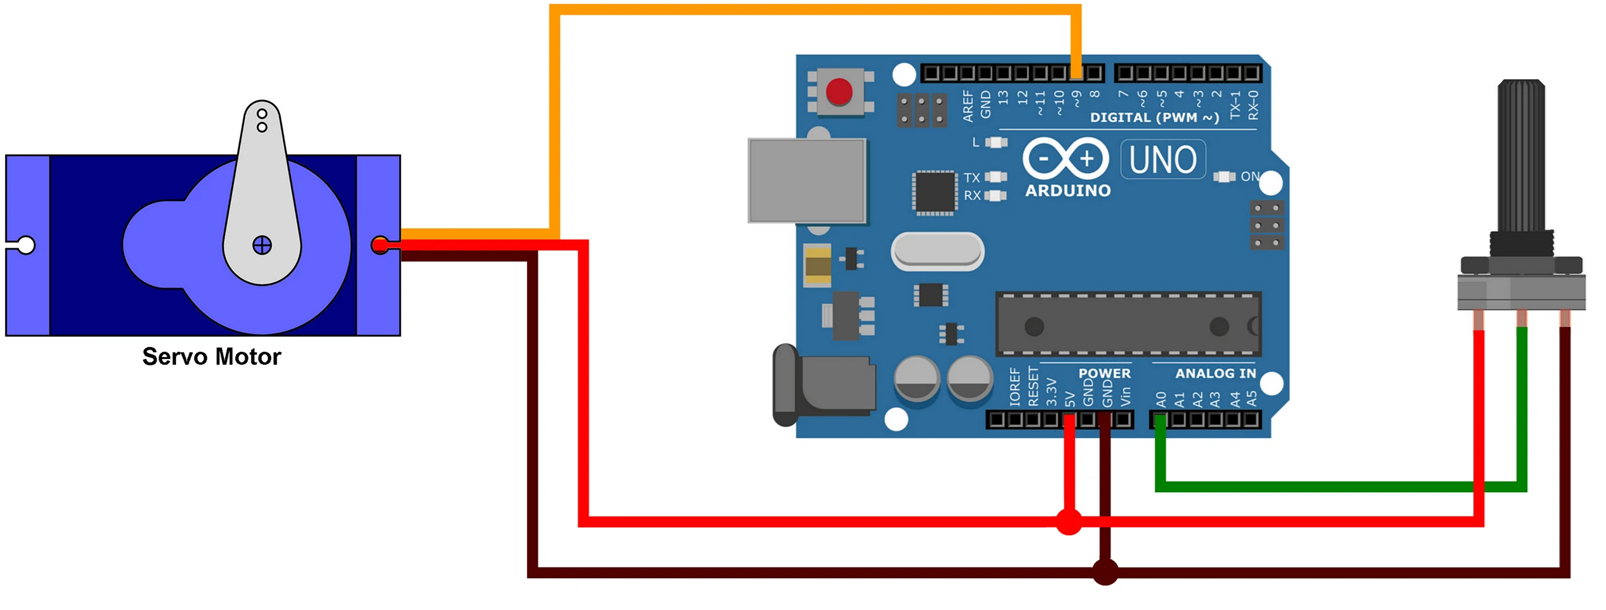 AREF
GND
13
12
~11
~10
~9
8
7
~6
~5
4
~3
2
TX-1
RX-0
DIGITAL (PWM ~)
L
TX
RX
- +
ARDUINO
UNO
ON
Servo Motor
POWER
ANALOG IN
IOREF
RESET
3.3V
5V
GND
GND
Vin
A0
A1
A2
A3
A4
A5